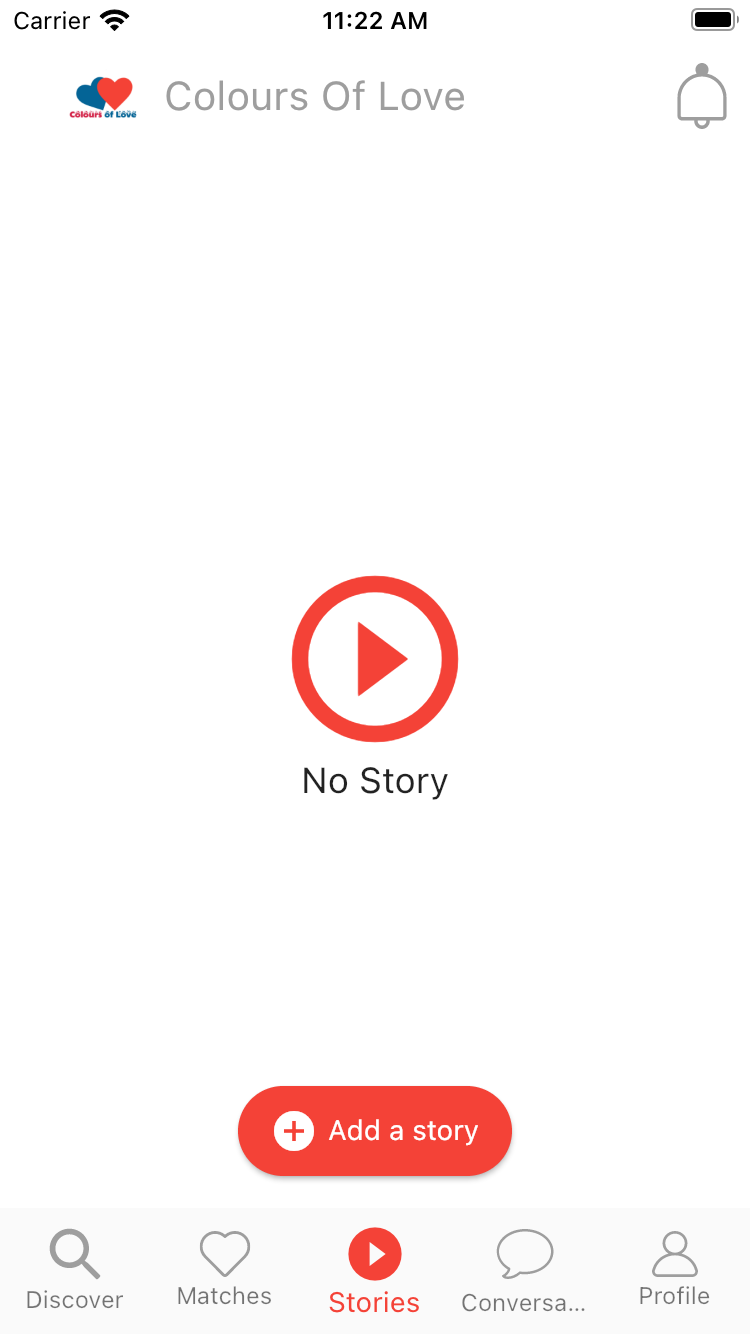 Carrier 11:22 AM
Colours of Love
Colours Of Love
No Story
Add a story
Discover
Matches
Stories
Conversa...
Profile